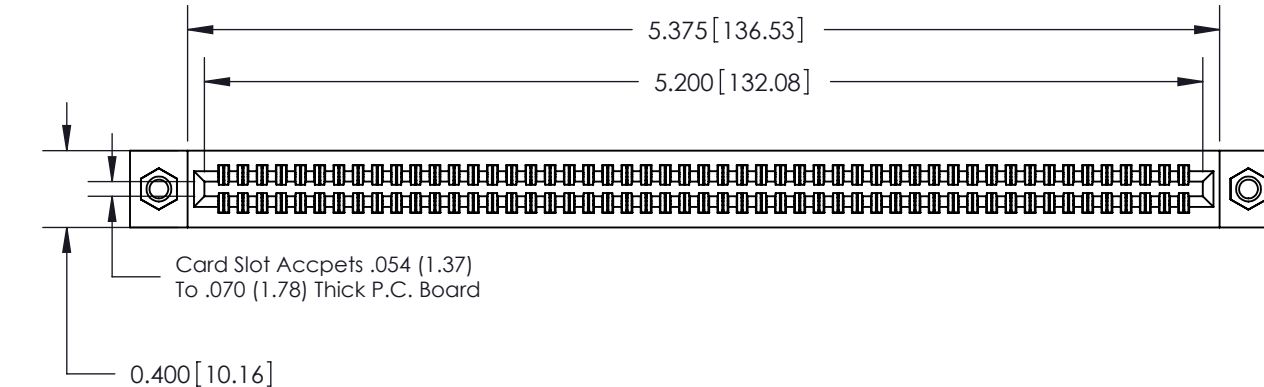 5.375[136.53]
5.200[132.08]
Card Slot Accpets .054 (1.37)
To .070 (1.78) Thick P.C. Board
0.400[10.16]